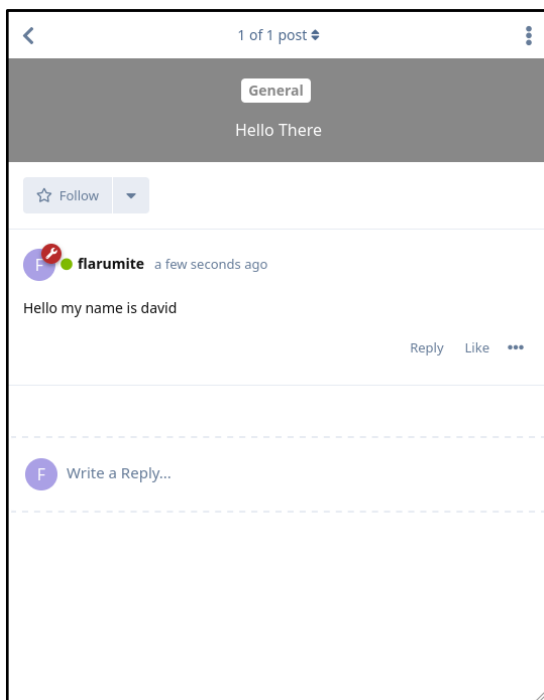 1 of 1 post
General
Hello There
Follow
F flarumite a few seconds ago
Hello my name is david
Reply Like •••
F Write a Reply...